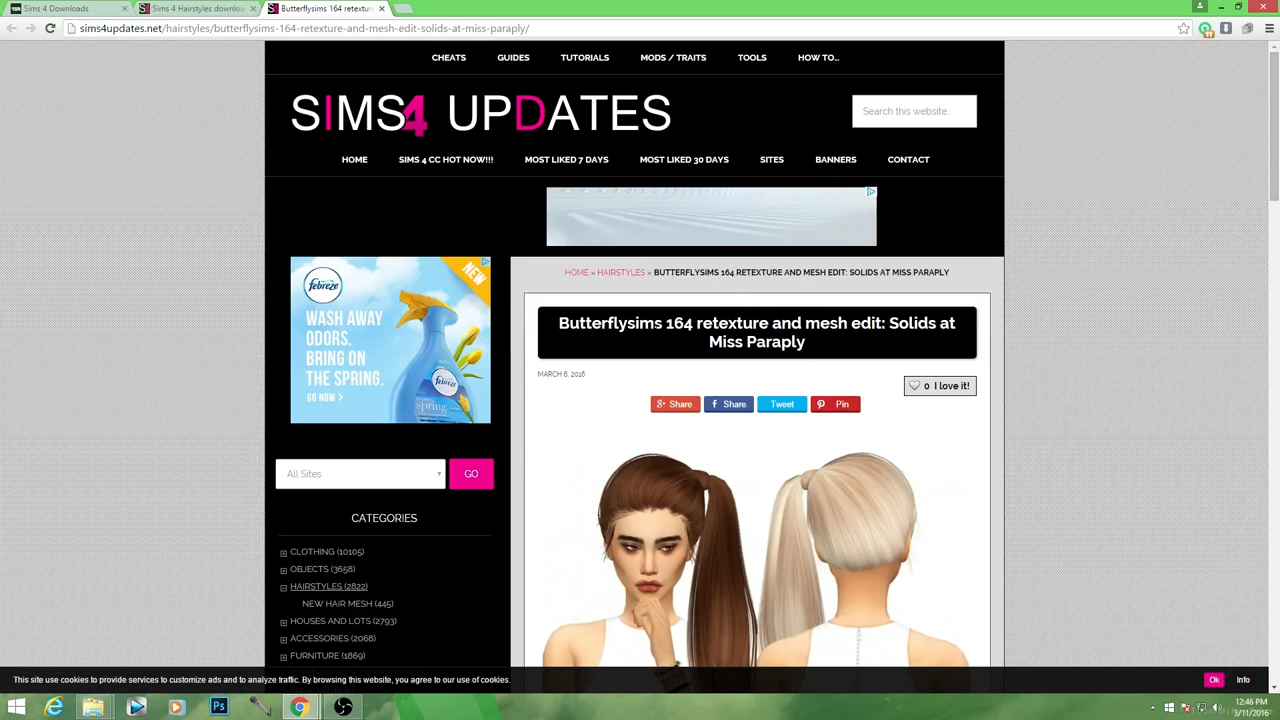 Sims 4 Downloads
Sims 4 Hairstyles downloa
Butterflysims 164 retexture
sims4updates.net/hairstyles/butterflysims-164-retexture-and-mesh-edit-solids-at-miss-paraply/
CHEATS GUIDES TUTORIALS MODS / TRAITS TOOLS HOW TO...
SIMS4 UPDATES
Search this website...
HOME SIMS 4 CC HOT NOW!!! MOST LIKED 7 DAYS MOST LIKED 30 DAYS SITES BANNERS CONTACT
febreze
NEW
WASH AWAY
ODORS.
BRING ON
THE SPRING.
GO NOW >
febreze
spring
All Sites
GO
CATEGORIES
CLOTHING (10105)
OBJECTS (3658)
HAIRSTYLES (2822)
NEW HAIR MESH (445)
HOUSES AND LOTS (2793)
ACCESSORIES (2068)
FURNITURE (1869)
HOME » HAIRSTYLES » BUTTERFLYSIMS 164 RETEXTURE AND MESH EDIT: SOLIDS AT MISS PARAPLY
Butterflysims 164 retexture and mesh edit: Solids at
Miss Paraply
MARCH 6, 2016
0 I love it!
Share Share Tweet Pin
This site use cookies to provide services to customize ads and to analyze traffic. By browsing this website, you agree to our use of cookies.
Ok Info
Ps
12:46 PM
3/11/2016